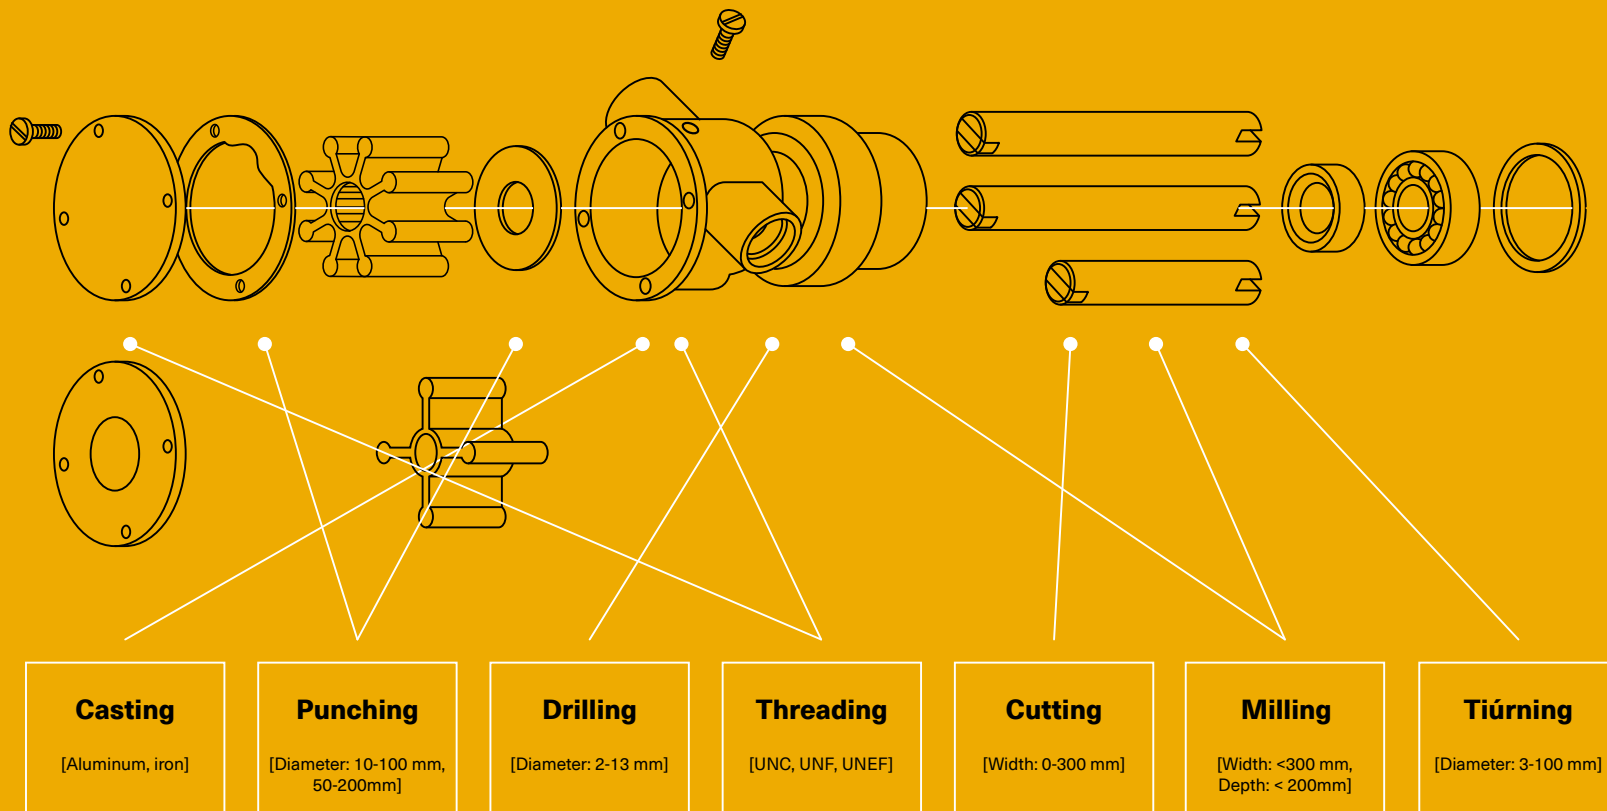 Casting
[Aluminum, iron]
Punching
[Diameter: 10-100 mm,
50-200mm]
Drilling
[Diameter: 2-13 mm]
Threading
[UNC, UNF, UNEF]
Cutting
[Width: 0-300 mm]
Milling
[Width: <300 mm,
Depth: < 200mm]
Tiúrning
[Diameter: 3-100 mm]